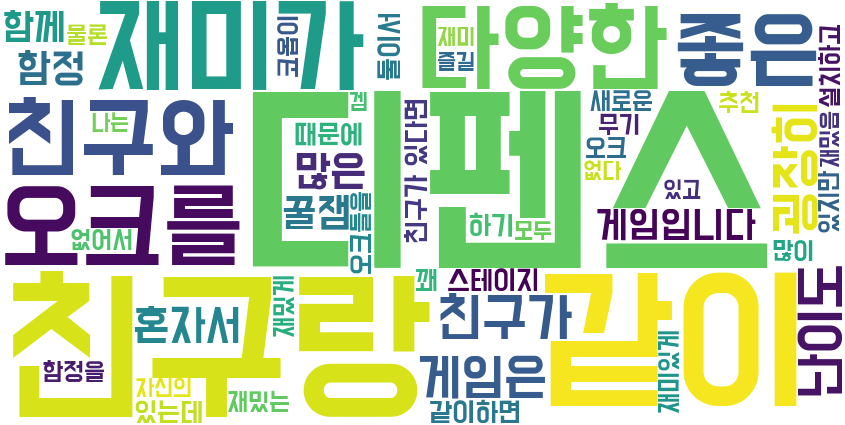 함께
물론
재미가
코옵이
둘이서
다양한
재미
즐길
좋은
함정
친구와
나는
디펜스
겜
때문에
많은
꿀잼
친구가 있다면
새로운
무기
추천
오크
없다
굉장히
재밌음
설치하고
있지만
오크를
없어서
오크들을
하기
모두
있고
게임입니다
많이
친구랑
혼자서
재밌게
꽤
스테이지
친구가
같이
난이도
함정을
자신의
있는데
재밌는
게임은
같이하면
재미있게